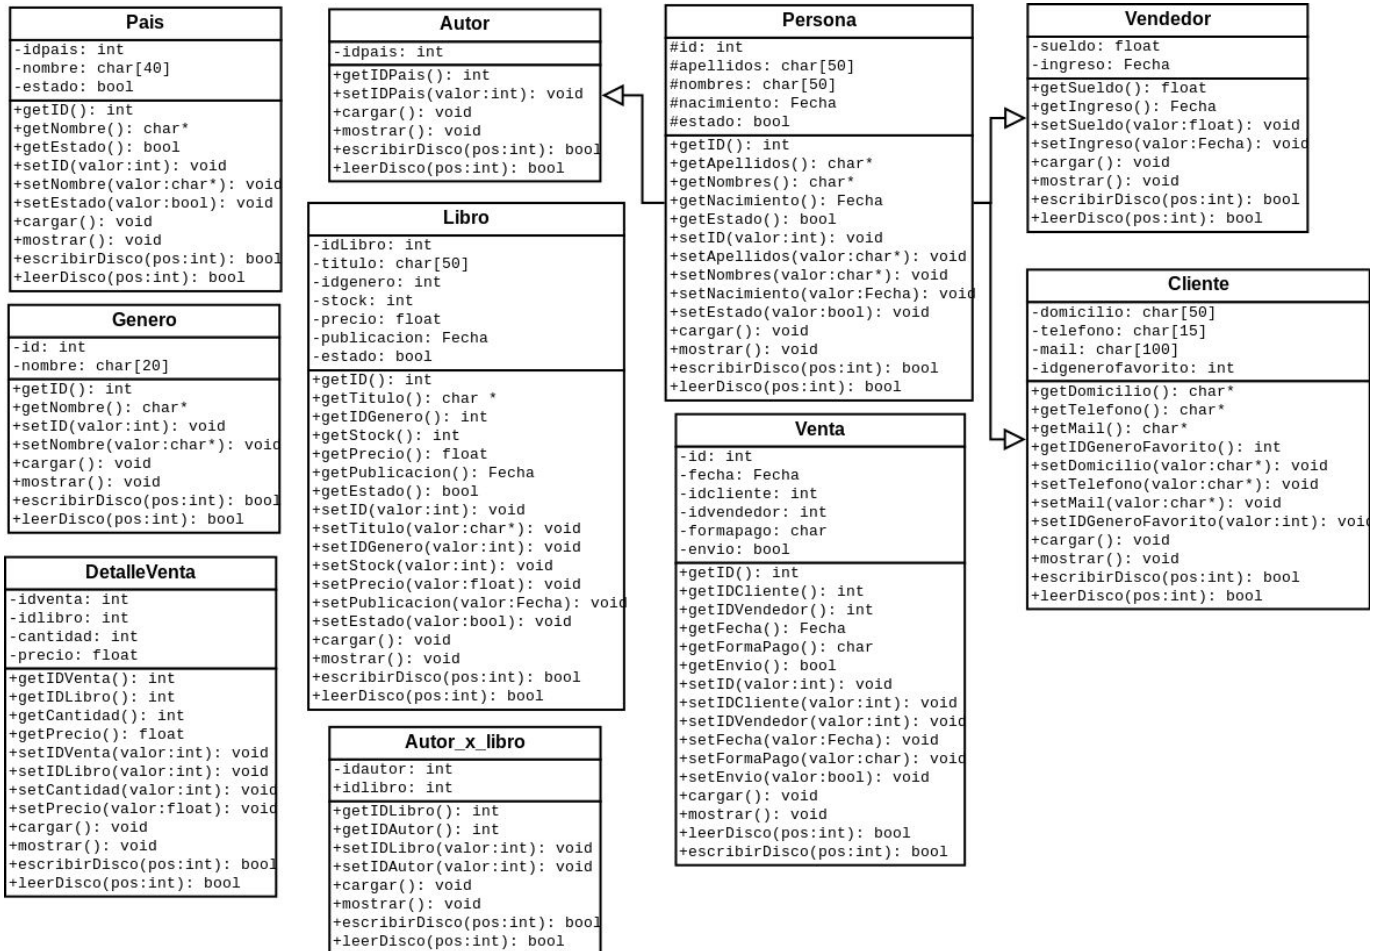 Pais
-idpais: int
-nombre: char[40]
-estado: bool
+getID(): int
+getNombre(): char*
+getEstado(): bool
+setID(valor:int): void
+setNombre(valor:char*): void
+setEstado(valor:bool): void
+cargar(): void
+mostrar(): void
+escribirDisco(pos:int): bool
+leerDisco(pos:int): bool
Genero
-id: int
-nombre: char[20]
+getID(): int
+getNombre(): char*
+setID(valor:int): void
+setNombre(valor:char*): void
+cargar(): void
+mostrar(): void
+escribirDisco(pos:int): bool
+leerDisco(pos:int): bool
DetalleVenta
-idventa: int
-idlibro: int
-cantidad: int
-precio: float
+getIDVenta(): int
+getIDLibro(): int
+getCantidad(): int
+getPrecio(): float
+setIDVenta(valor:int): void
+setIDLibro(valor:int): void
+setCantidad(valor:int): void
+setPrecio(valor:float): void
+cargar(): void
+mostrar(): void
+escribirDisco(pos:int): bool
+leerDisco(pos:int): bool
Autor
-idpais: int
+getIDPais(): int
+setIDPais(valor:int): void
+cargar(): void
+mostrar(): void
+escribirDisco(pos:int): bool
+leerDisco(pos:int): bool
Libro
-idLibro: int
-titulo: char[50]
-idgenero: int
-stock: int
-precio: float
-publicacion: Fecha
-estado: bool
+getID(): int
+getTitulo(): char *
+getIDGenero(): int
+getStock(): int
+getPrecio(): float
+getPublicacion(): Fecha
+getEstado(): bool
+setID(valor:int): void
+setTitulo(valor:char*): void
+setIDGenero(valor:int): void
+setStock(valor:int): void
+setPrecio(valor:float): void
+setPublicacion(valor:Fecha): void
+setEstado(valor:bool): void
+cargar(): void
+mostrar(): void
+escribirDisco(pos:int): bool
+leerDisco(pos:int): bool
Autor_x_libro
-idautor: int
+idlibro: int
+getIDLibro(): int
+getIDAutor(): int
+setIDLibro(valor:int): void
+setIDAutor(valor:int): void
+cargar(): void
+mostrar(): void
+escribirDisco(pos:int): bool
+leerDisco(pos:int): bool
Persona
#id: int
#apellidos: char[50]
#nombres: char[50]
#nacimiento: Fecha
#estado: bool
+getID(): int
+getApellidos(): char*
+getNombres(): char*
+getNacimiento(): Fecha
+getEstado(): bool
+setID(valor:int): void
+setApellidos(valor:char*): void
+setNombres(valor:char*): void
+setNacimiento(valor:Fecha): void
+setEstado(valor:bool): void
+cargar(): void
+mostrar(): void
+escribirDisco(pos:int): bool
+leerDisco(pos:int): bool
Venta
-id: int
-fecha: Fecha
-idcliente: int
-idvendedor: int
-formapago: char
-envio: bool
+getID(): int
+getIDCliente(): int
+getIDVendedor(): int
+getFecha(): Fecha
+getFormaPago(): char
+getEnvio(): bool
+setID(valor:int): void
+setIDCliente(valor:int): void
+setIDVendedor(valor:int): void
+setFecha(valor:Fecha): void
+setFormaPago(valor:char): void
+setEnvio(valor:bool): void
+cargar(): void
+mostrar(): void
+leerDisco(pos:int): bool
+escribirDisco(pos:int): bool
Vendedor
-sueldo: float
-ingreso: Fecha
+getSueldo(): float
+getIngreso(): Fecha
+setSueldo(valor:float): void
+setIngreso(valor:Fecha): void
+cargar(): void
+mostrar(): void
+escribirDisco(pos:int): bool
+leerDisco(pos:int): bool
Cliente
-domicilio: char[50]
-telefono: char[15]
-mail: char[100]
-idgenerofavorito: int
+getDomicilio(): char*
+getTelefono(): char*
+getMail(): char*
+getIDGeneroFavorito(): int
+setDomicilio(valor:char*): void
+setTelefono(valor:char*): void
+setMail(valor:char*): void
+setIDGeneroFavorito(valor:int): void
+cargar(): void
+mostrar(): void
+escribirDisco(pos:int): bool
+leerDisco(pos:int): bool